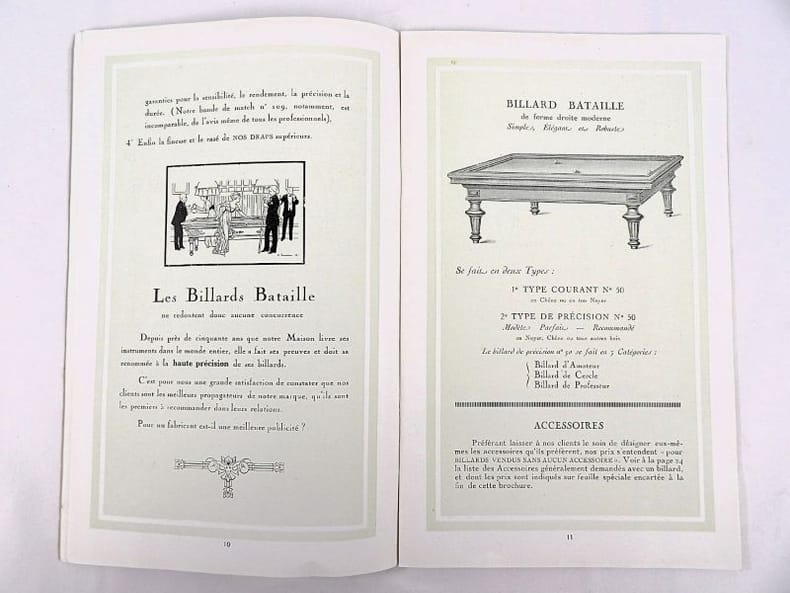 garanties pour la sensibilité, le rendement, la précision et la
durée. (Notre bande de match n° 209, notamment, est
incomparable, de l'avis même de tous les professionnels),
4° Enfin la finesse et le rasé de NOS DRAPS supérieurs.
Les Billards Bataille
ne redoutent donc aucune concurrence
Depuis près de cinquante ans que notre Maison livre ses
instruments dans le monde entier, elle a fait ses preuves et doit sa
renommée à la haute précision de ses billards.
C'est pour nous une grande satisfaction de constater que nos
clients sont les meilleurs propagateurs de notre marque, qu'ils sont
les premiers à recommander dans leurs relations.
Pour un fabricant est-il une meilleure publicité ?
10
BILLARD BATAILLE
de forme droite moderne
Simple, Élégant et Robuste
Se fait en deux Types :
1° TYPE COURANT N° 50
en Chêne ou en ton Noyer
2° TYPE DE PRÉCISION N° 50
Modèle Parfait — Recommandé
en Noyer, Chêne ou tous autres bois
Le billard de précision n° 50 se fait en 3 Catégories :
Billard d'Amateur
Billard de Cercle
Billard de Professeur
ACCESSOIRES
Préférant laisser à nos clients le soin de désigner eux-mê-
mes les accessoires qu'ils préfèrent, nos prix s'entendent « pour
BILLARDS VENDUS SANS AUCUN ACCESSOIRE ». Voir à la page 24
la liste des Accessoires généralement demandés avec un billard,
et dont les prix sont indiqués sur feuille spéciale encartée à la
fin de cette brochure.
11